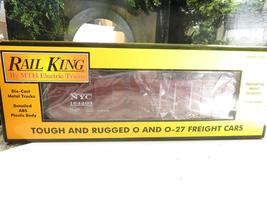 RAIL KING
By MTH Electric Trains
Die-Cast
Metal Trucks
Detailed
ABS
Plastic Body
NYC
TOUGH AND RUGGED O AND O-27 FREIGHT CARS